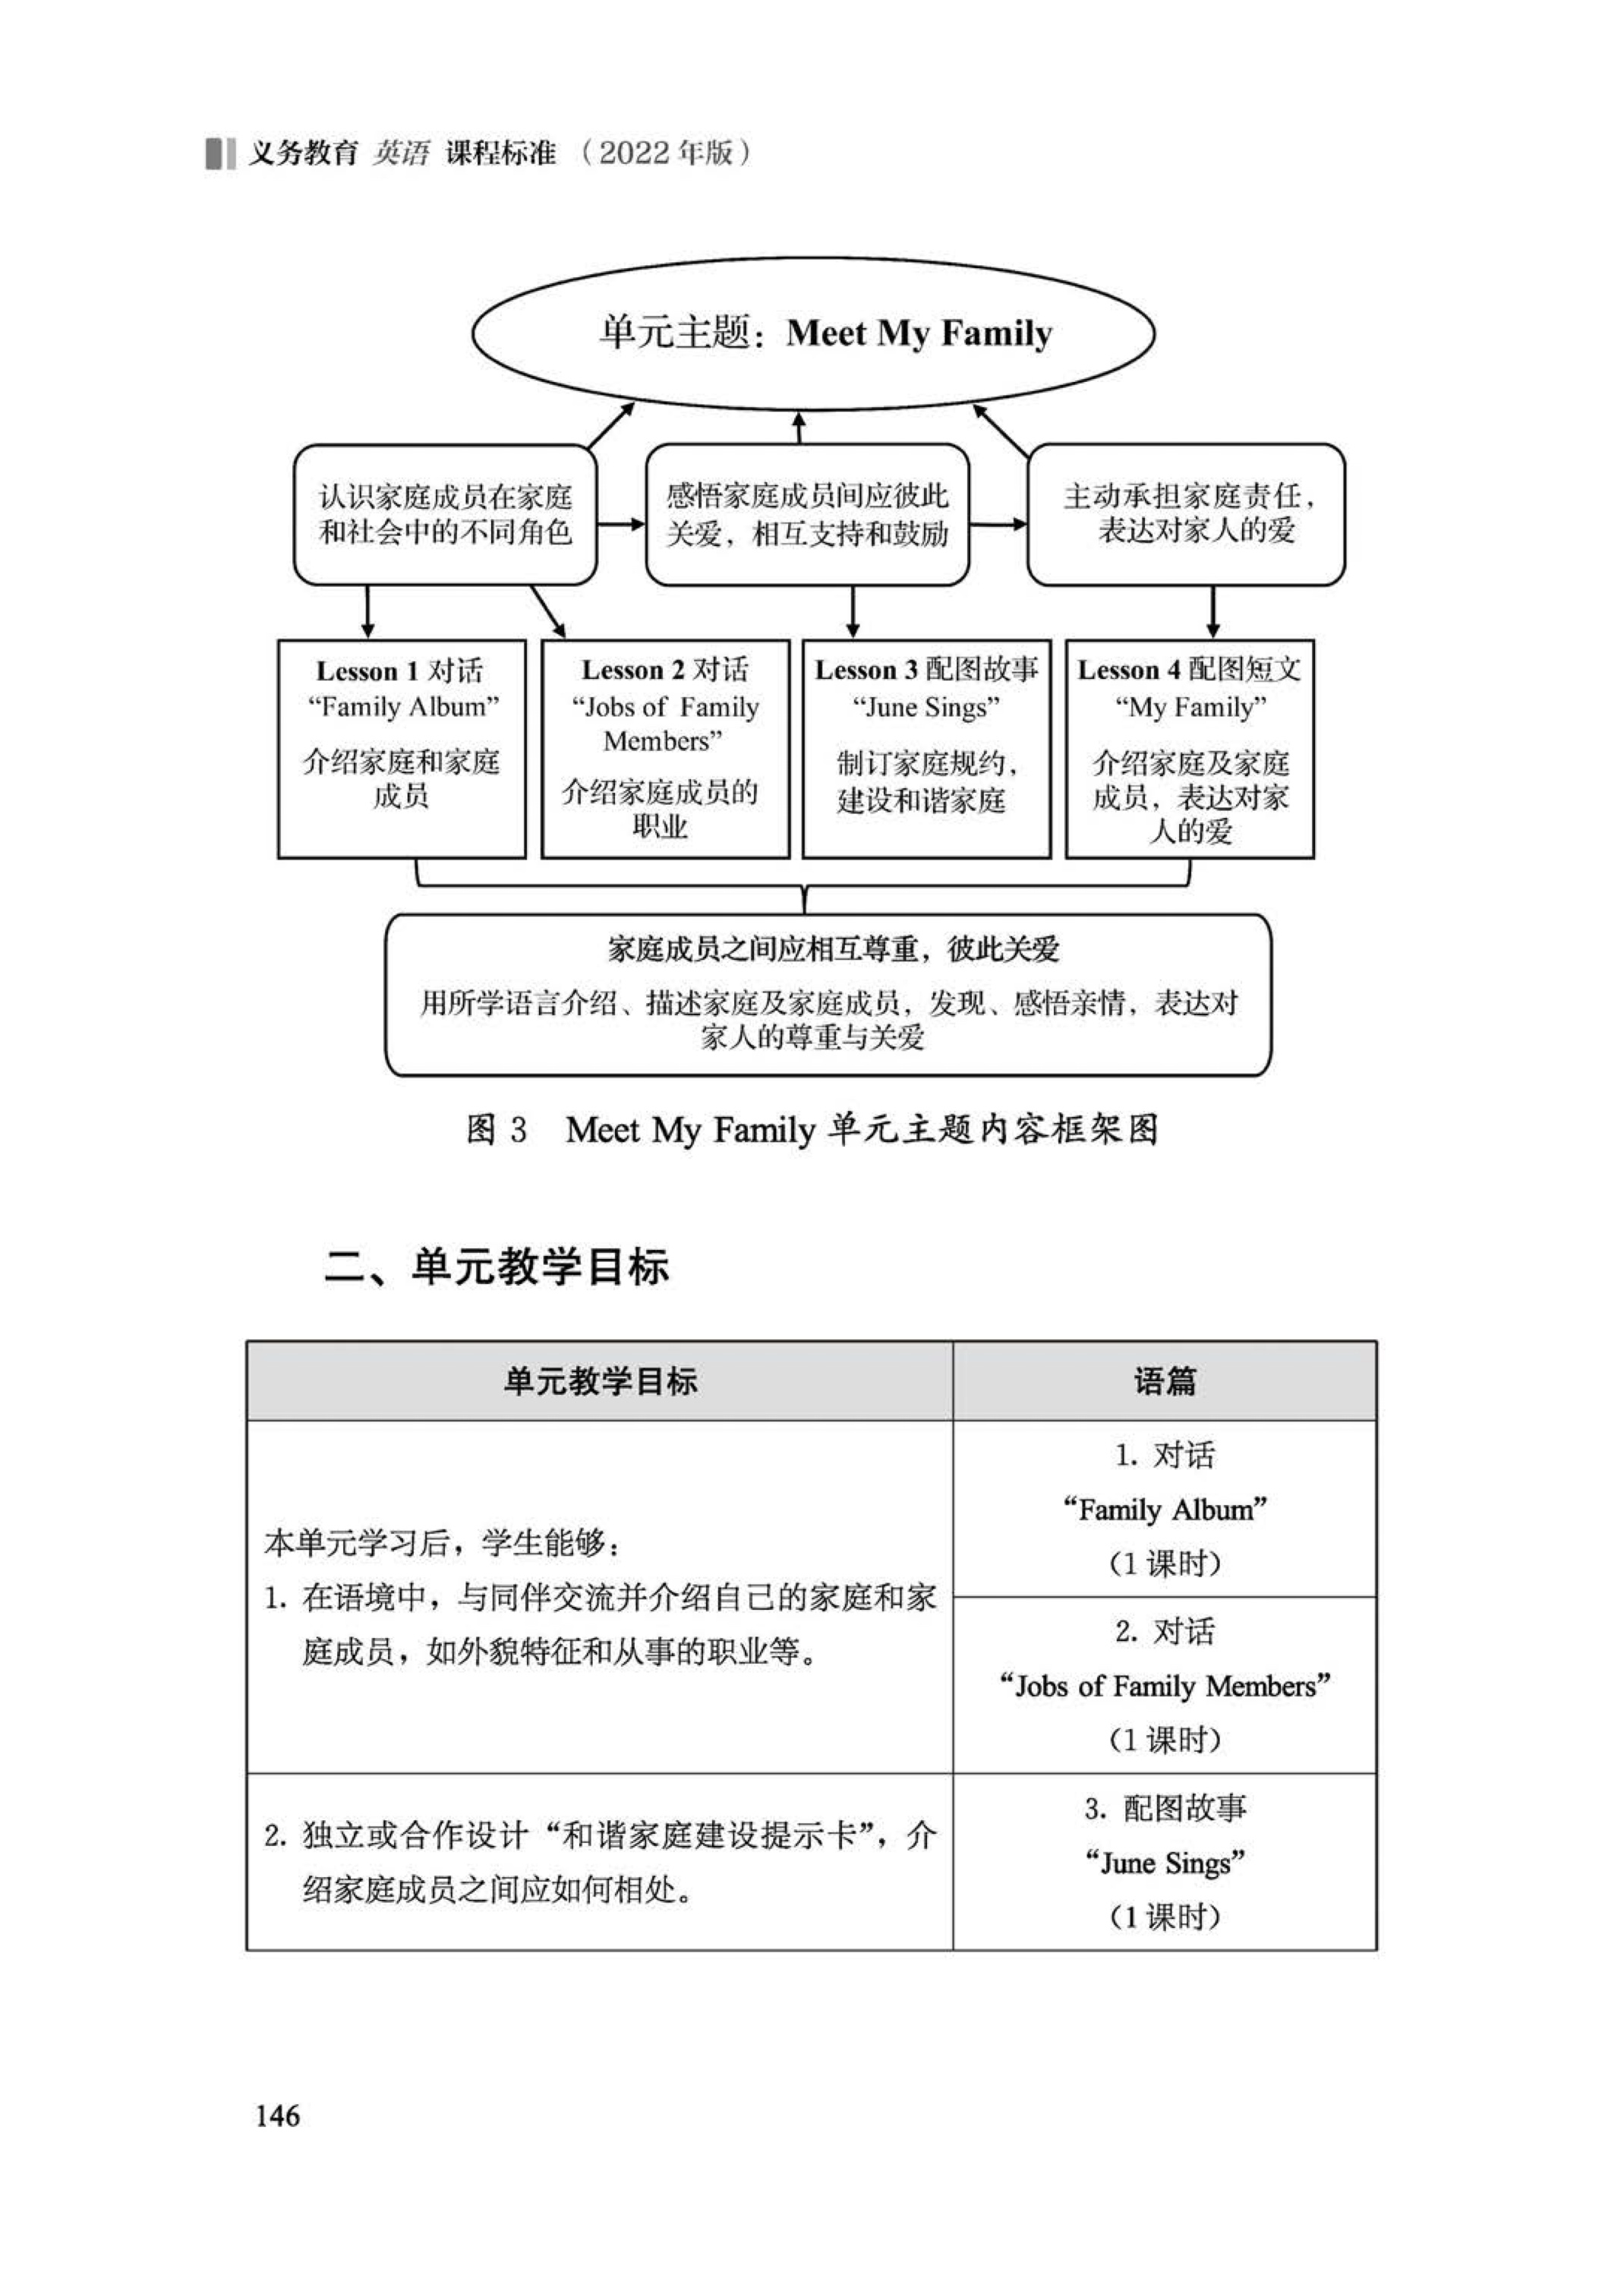 义务教育 英语 课程标准（2022年版）
单元主题：Meet My Family
认识家庭成员在家庭
和社会中的不同角色
感悟家庭成员间应彼此
关爱，相互支持和鼓励
主动承担家庭责任，
表达对家人的爱
Lesson 1 对话
“Family Album”
介绍家庭和家庭
成员
Lesson 2 对话
“Jobs of Family
Members”
介绍家庭成员的
职业
Lesson 3 配图故事
“June Sings”
制订家庭规约，
建设和谐家庭
Lesson 4 配图短文
“My Family”
介绍家庭及家庭
成员，表达对家
人的爱
家庭成员之间应相互尊重，彼此关爱
用所学语言介绍、描述家庭及家庭成员，发现、感悟亲情，表达对
家人的尊重与关爱
图 3 Meet My Family 单元主题内容框架图
二、单元教学目标
单元教学目标
语篇
本单元学习后，学生能够：
1. 在语境中，与同伴交流并介绍自己的家庭和家
庭成员，如外貌特征和从事的职业等。
1. 对话
“Family Album”
（1 课时）
2. 对话
“Jobs of Family Members”
（1 课时）
2. 独立或合作设计“和谐家庭建设提示卡”，介
绍家庭成员之间应如何相处。
3. 配图故事
“June Sings”
（1 课时）
146